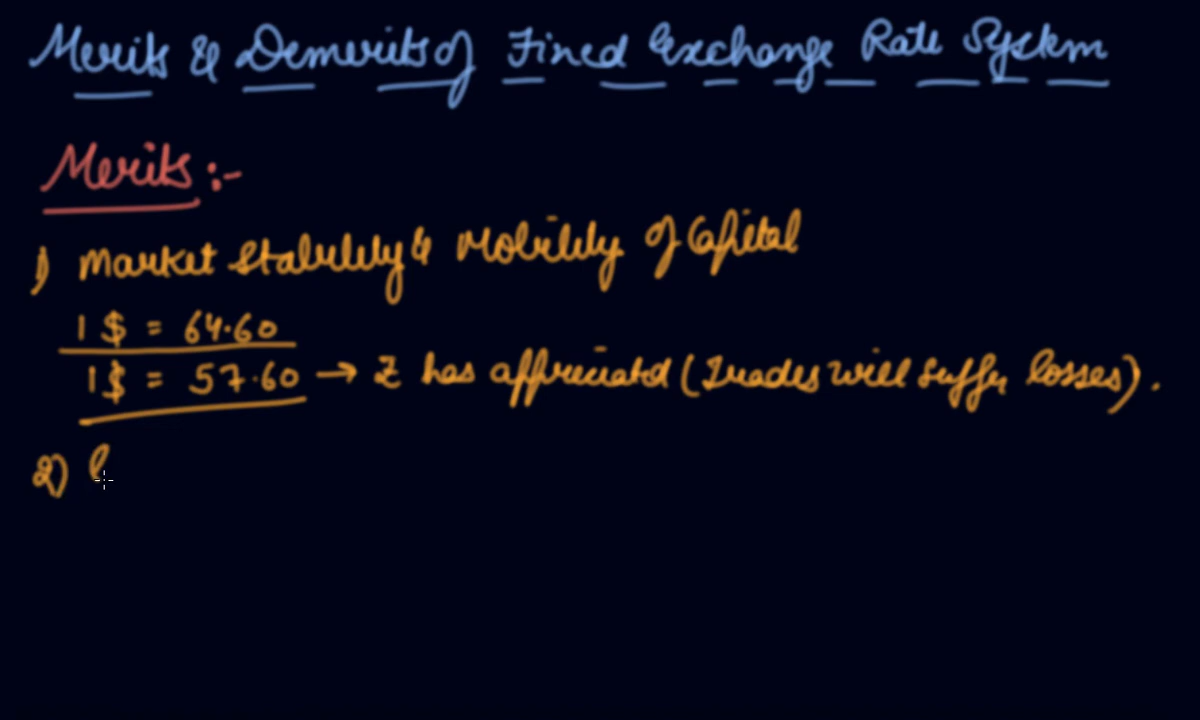 Merits & Demerits of Fixed Exchange Rate System
Merits :-
1) Market Stability & Mobility of Capital
1 $ = 64.60
1 $ = 57.60 → ₹ has appreciated (Trades will suffer losses).
2)